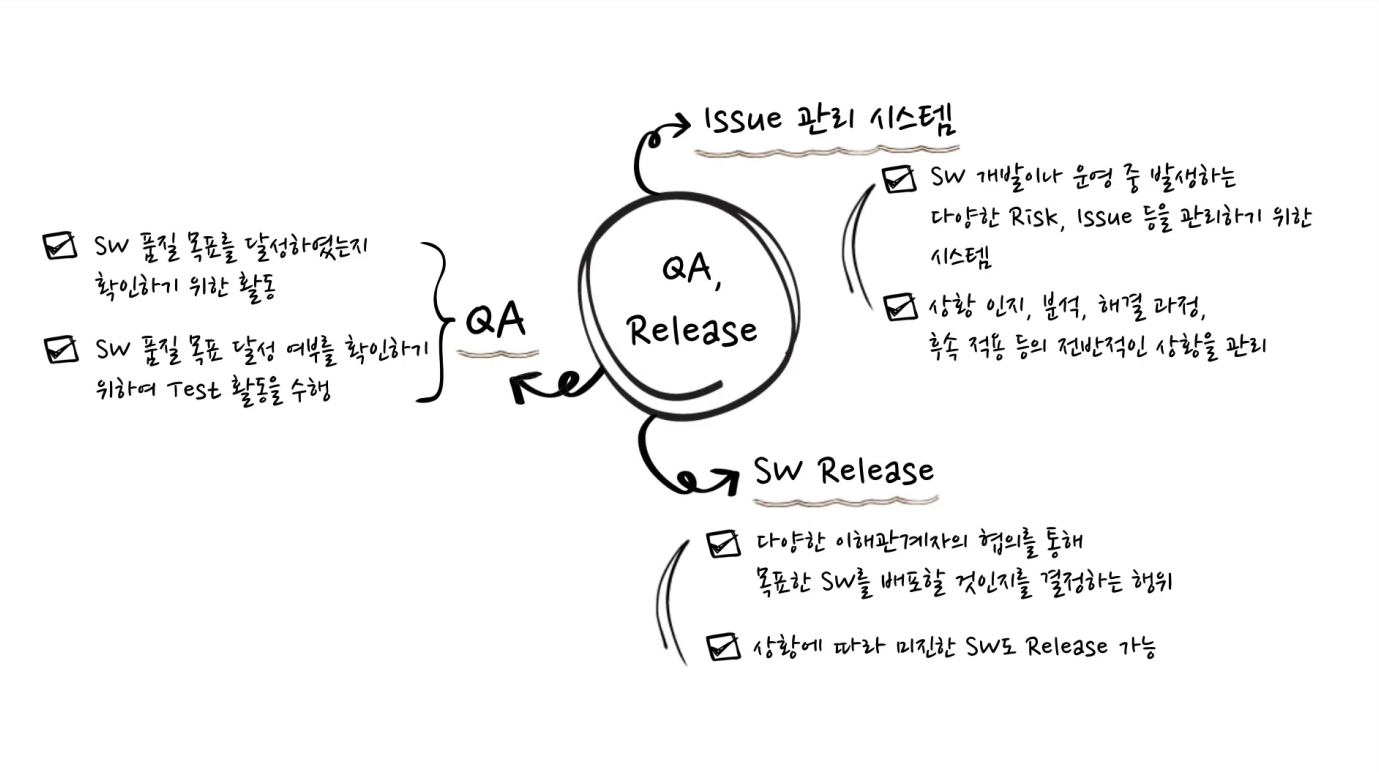 Issue 관리 시스템
SW 개발이나 운영 중 발생하는
다양한 Risk, Issue 등을 관리하기 위한
시스템
상황 인지, 분석, 해결 과정,
후속 적용 등의 전반적인 상황을 관리
QA,
Release
SW 품질 목표를 달성하였는지
확인하기 위한 활동
SW 품질 목표 달성 여부를 확인하기
위하여 Test 활동을 수행
QA
SW Release
다양한 이해관계자의 협의를 통해
목표한 SW를 배포할 것인지를 결정하는 행위
상황에 따라 미진한 SW도 Release 가능